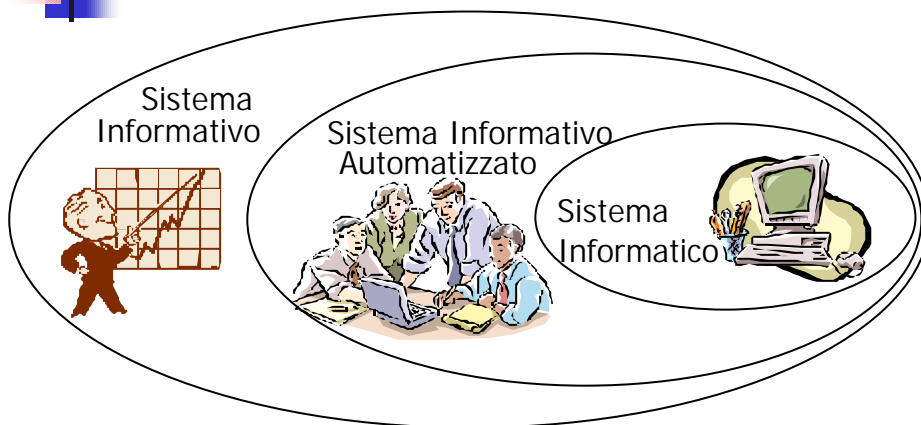 Sistema
Informativo
Sistema Informativo
Automatizzato
Sistema
Informatico